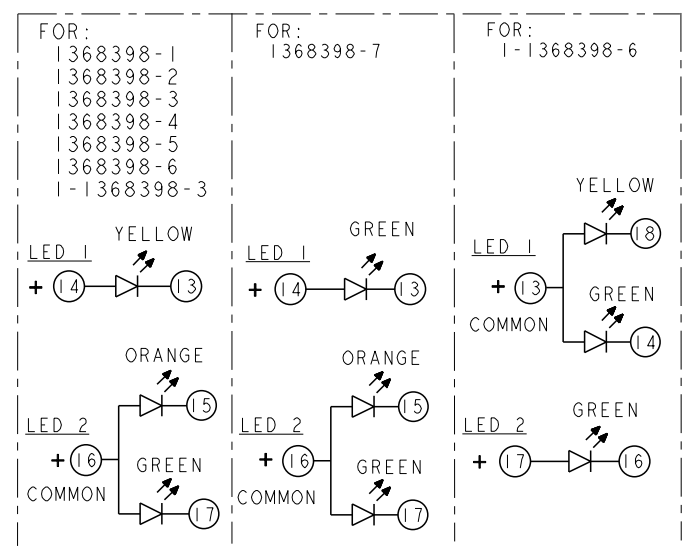 FOR:
1368398-1
1368398-2
1368398-3
1368398-4
1368398-5
1368398-6
1-1368398-3
YELLOW
LED 1
+ 14 13
ORANGE
15
LED 2
+ 16
GREEN
COMMON
17
FOR:
1368398-7
GREEN
LED 1
+ 14 13
ORANGE
15
LED 2
+ 16
GREEN
COMMON
17
FOR:
1-1368398-6
YELLOW
18
LED 1
+ 13
GREEN
COMMON
14
GREEN
LED 2
+ 17 16